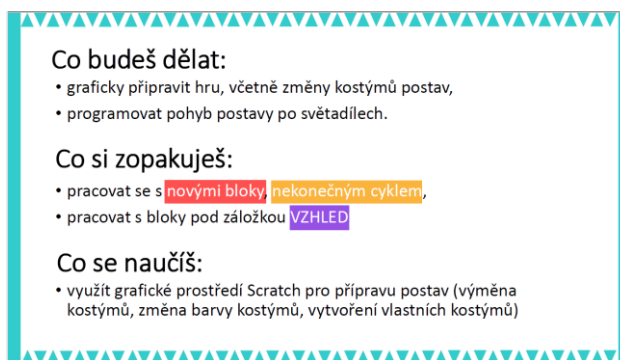 Co budeš dělat:
• graficky připravit hru, včetně změny kostýmů postav,
• programovat pohyb postavy po světadílech.
Co si zopakuješ:
• pracovat se s novými bloky, nekonečným cyklem,
• pracovat s bloky pod záložkou VZHLED
Co se naučíš:
• využít grafické prostředí Scratch pro přípravu postav (výměna
kostýmů, změna barvy kostýmů, vytvoření vlastních kostýmů)